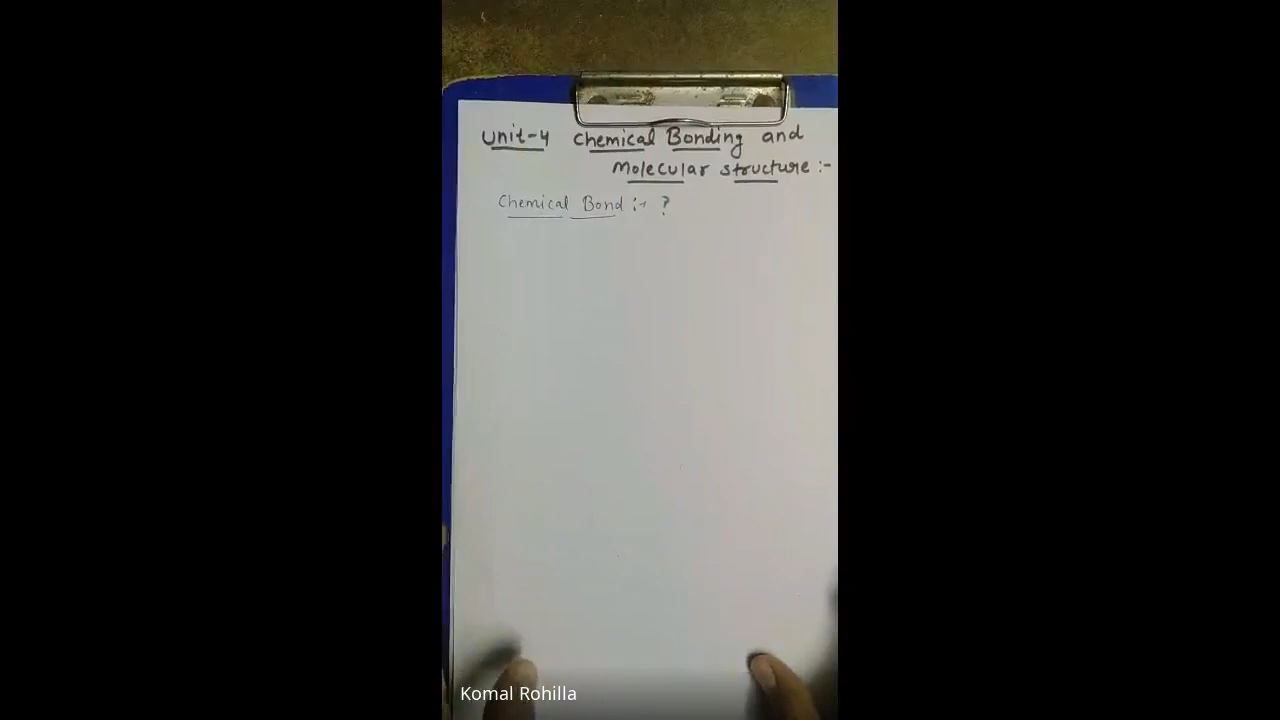 Unit-4 Chemical Bonding and
Molecular structure :-
Chemical Bond :- ?
Komal Rohilla